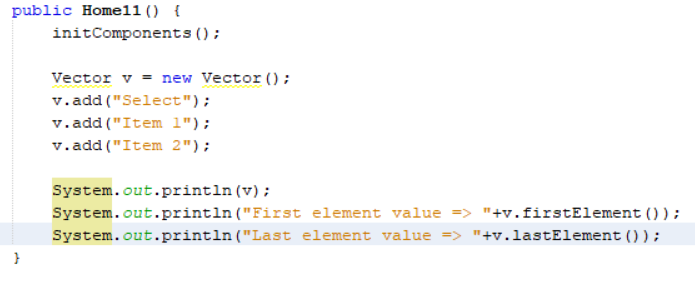 public Home11() {
initComponents();
Vector v = new Vector();
v.add("Select");
v.add("Item 1");
v.add("Item 2");
System.out.println(v);
System.out.println("First element value => "+v.firstElement());
System.out.println("Last element value => "+v.lastElement());
}